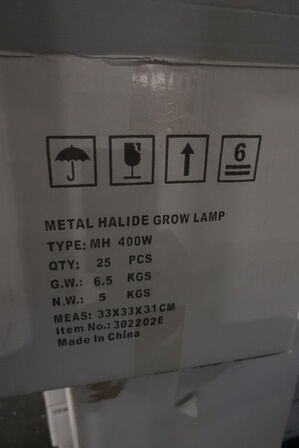 6
METAL HALIDE GROW LAMP
TYPE: MH 400W
QTY: 25 PCS
G.W.: 6.5 KGS
N.W.: 5 KGS
MEAS: 33X33X31CM
Item No.: 302202E
Made In China